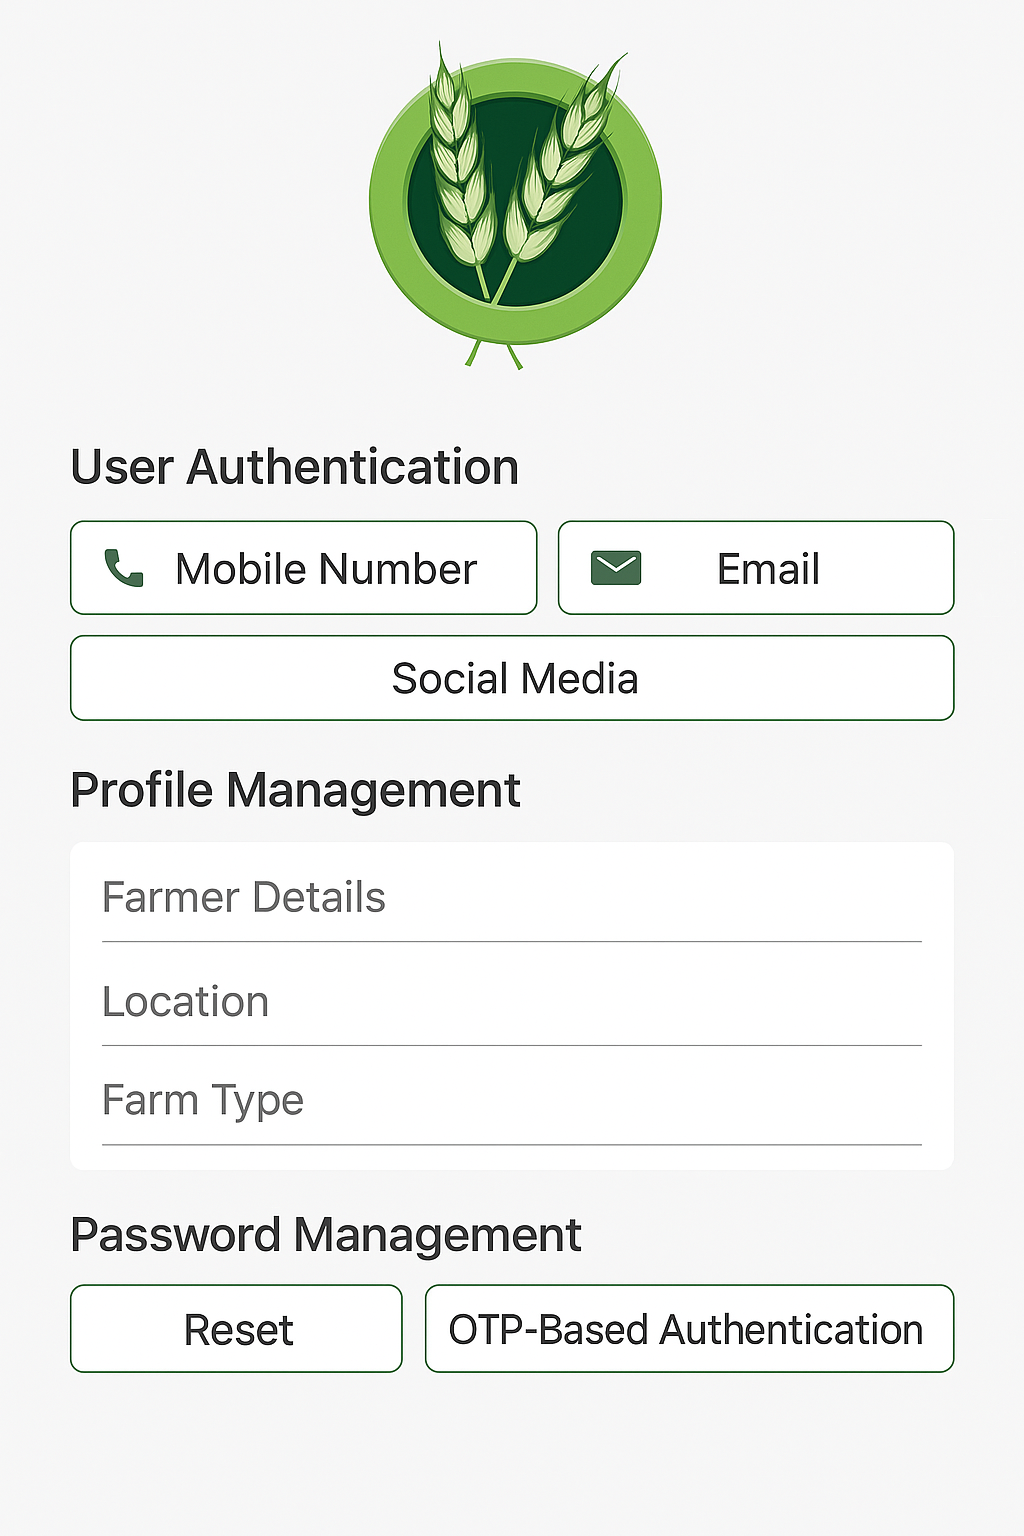 User Authentication
Mobile Number
Email
Social Media
Profile Management
Farmer Details
Location
Farm Type
Password Management
Reset
OTP-Based Authentication